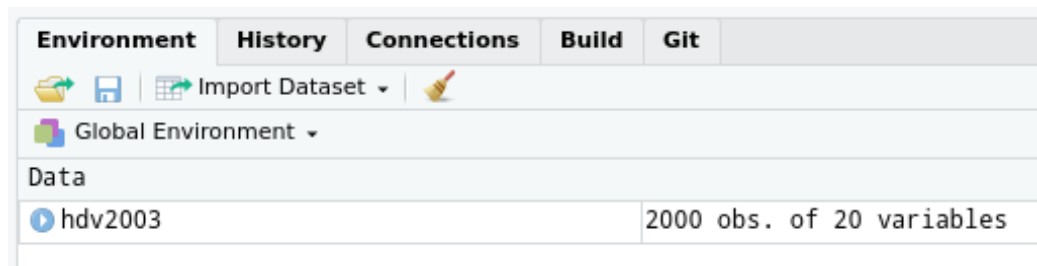 Environment History Connections Build Git
Import Dataset
Global Environment
Data
hdv2003 2000 obs. of 20 variables